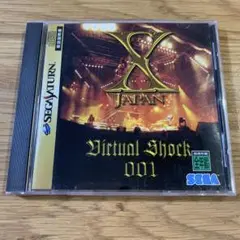 X
JAPAN
SEGA SATURN
Virtual Shock
001
SEGA